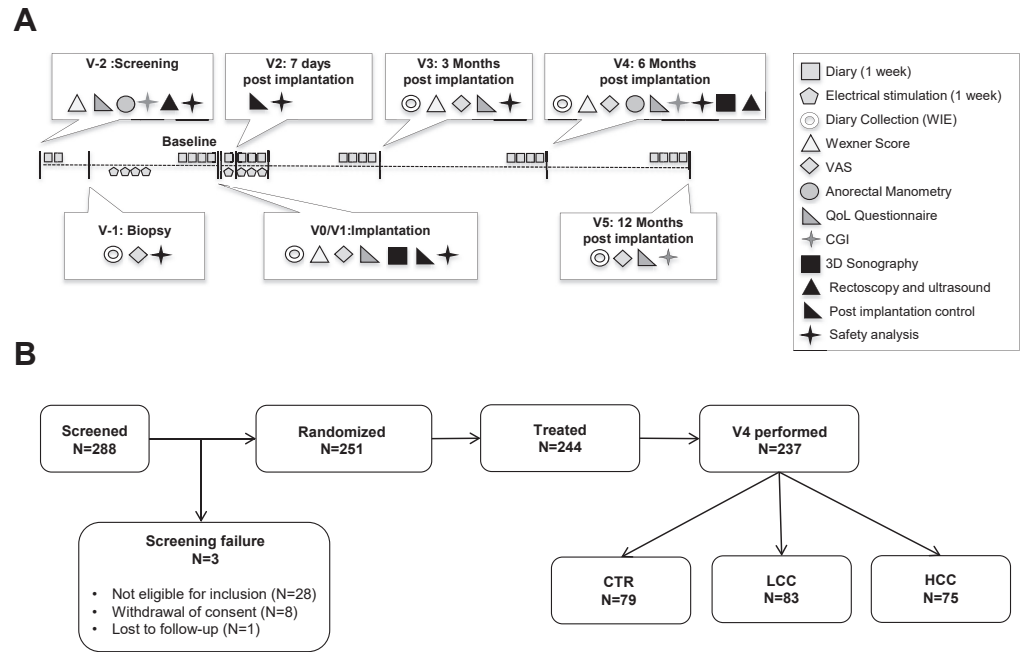 A
V-2 :Screening
V2: 7 days
post implantation
V3: 3 Months
post implantation
V4: 6 Months
post implantation
Baseline
V-1: Biopsy
V0/V1:Implantation
V5: 12 Months
post implantation
Diary (1 week)
Electrical stimulation (1 week)
Diary Collection (WIE)
Wexner Score
VAS
Anorectal Manometry
QoL Questionnaire
CGI
3D Sonography
Rectoscopy and ultrasound
Post implantation control
Safety analysis
B
Screened
N=288
Randomized
N=251
Treated
N=244
V4 performed
N=237
Screening failure
N=3
• Not eligible for inclusion (N=28)
• Withdrawal of consent (N=8)
• Lost to follow-up (N=1)
CTR
N=79
LCC
N=83
HCC
N=75